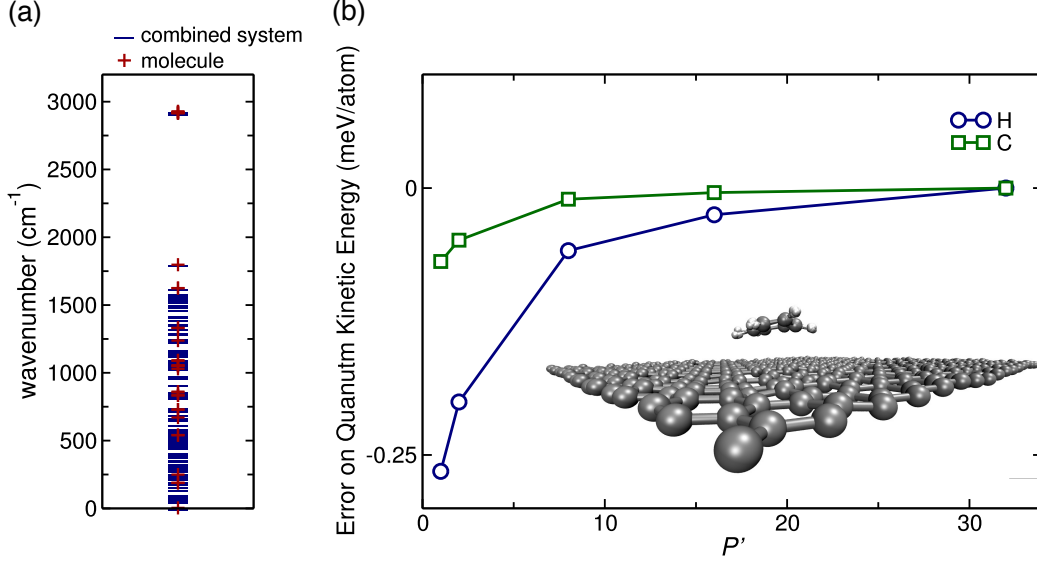 (a)
combined system
molecule
wavenumber (cm-1)
3000
2500
2000
1500
1000
500
0
(b)
Error on Quanutm Kinetic Energy (meV/atom)
H
C
0
-0.25
0
10
20
30
P'